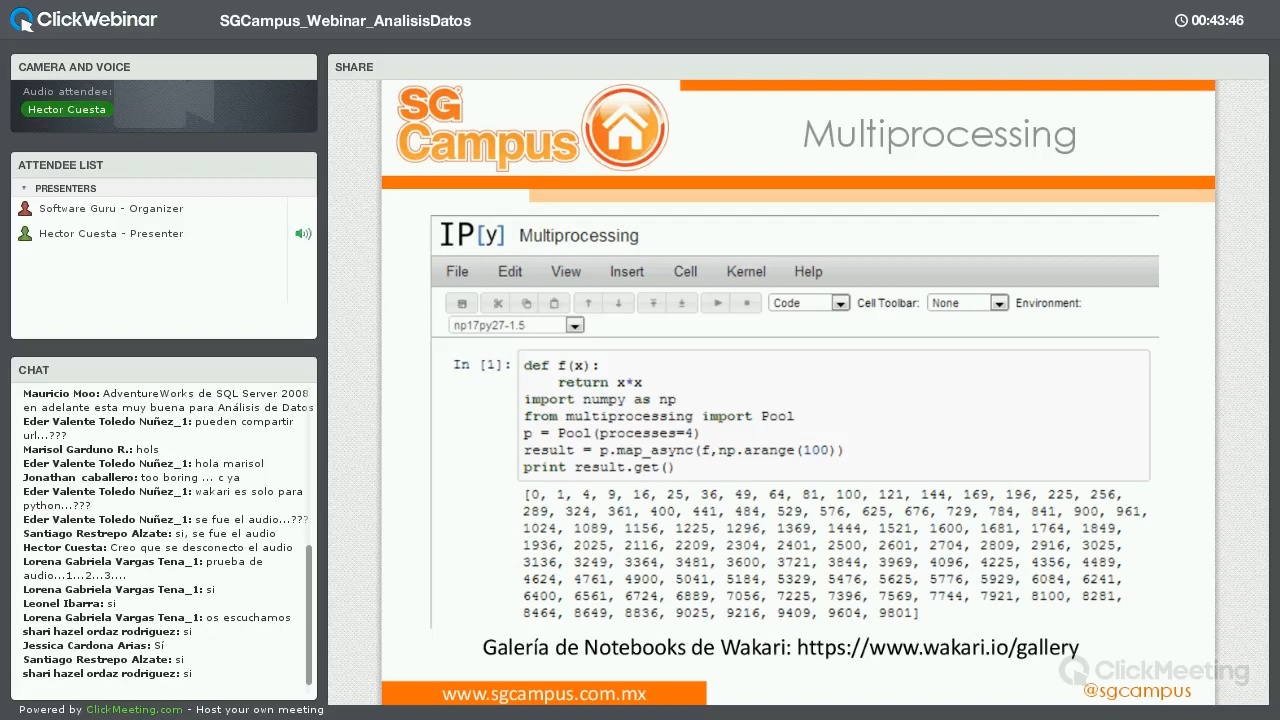 ClickWebinar
SGCampus_Webinar_AnalisisDatos
00:43:46
CAMERA AND VOICE
Audio attendee:
Hector Cuesta
ATTENDEE LIST
PRESENTERS
Software Guru - Organizer
Hector Cuesta - Presenter
CHAT
Mauricio Moo: AdventureWorks de SQL Server 2008
en adelante esta muy buena para Análisis de Datos
Eder Valente Toledo Nuñez_1: pueden compartir
url...???
Marisol Garduno R.: hols
Eder Valente Toledo Nuñez_1: hola marisol
Jonathan caballero: too boring ... c ya
Eder Valente Toledo Nuñez_1: wakari es solo para
python...???
Eder Valente Toledo Nuñez_1: se fue el audio...???
Santiago Restrepo Alzate: si, se fue el audio
Hector Cuesta: Creo que se desconecto el audio
Lorena Gabriela Vargas Tena_1: prueba de
audio...1...2...3....
Lorena Gabriela Vargas Tena_1: si
Leonel Ibarra: si
Lorena Gabriela Vargas Tena_1: os escuchamos
shari hazel ordaz rodriguez: si
Jessica Cardona Arias: Sí
Santiago Restrepo Alzate: si
shari hazel ordaz rodriguez: si
Powered by ClickMeeting.com - Host your own meeting
SHARE
SG
Campus
Multiprocessing
IP[y] Multiprocessing
File Edit View Insert Cell Kernel Help
Code Cell Toolbar: None Environment:
np17py27-1.5
In [1]: def f(x):
return x*x
import numpy as np
from multiprocessing import Pool
p = Pool(processes=4)
result = p.map_async(f,np.arange(100))
print result.get()
[0, 1, 4, 9, 16, 25, 36, 49, 64, 81, 100, 121, 144, 169, 196, 225, 256,
289, 324, 361, 400, 441, 484, 529, 576, 625, 676, 729, 784, 841, 900, 961,
1024, 1089, 1156, 1225, 1296, 1369, 1444, 1521, 1600, 1681, 1764, 1849,
1936, 2025, 2116, 2209, 2304, 2401, 2500, 2601, 2704, 2809, 2916, 3025,
3136, 3249, 3364, 3481, 3600, 3721, 3844, 3969, 4096, 4225, 4356, 4489,
4624, 4761, 4900, 5041, 5184, 5329, 5476, 5625, 5776, 5929, 6084, 6241,
6400, 6561, 6724, 6889, 7056, 7225, 7396, 7569, 7744, 7921, 8100, 8281,
8464, 8649, 8836, 9025, 9216, 9409, 9604, 9801]
Galería de Notebooks de Wakari: https://www.wakari.io/gallery
ClickMeeting
www.sgcampus.com.mx
@sgcampus